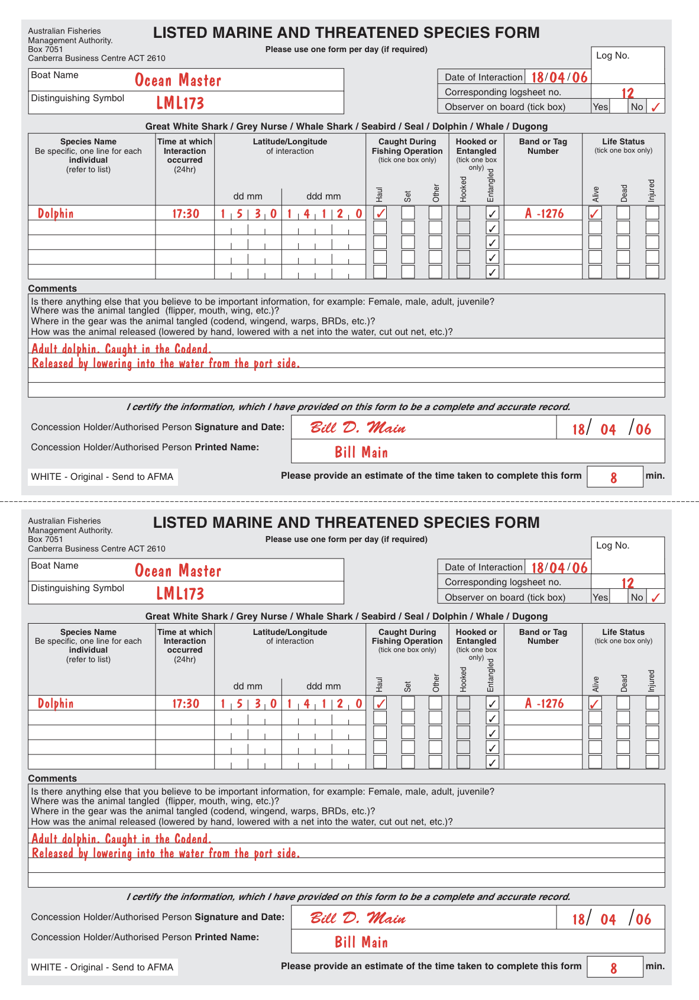 Australian Fisheries
Management Authority.
Box 7051
Canberra Business Centre ACT 2610
LISTED MARINE AND THREATENED SPECIES FORM
Please use one form per day (if required)
Log No.
Boat Name Ocean Master
Distinguishing Symbol LML173
Date of Interaction 18/04/06
Corresponding logsheet no. 12
Observer on board (tick box) Yes No ✓
Great White Shark / Grey Nurse / Whale Shark / Seabird / Seal / Dolphin / Whale / Dugong
Species Name
Be specific, one line for each
individual
(refer to list)
Time at which
Interaction
occurred
(24hr)
Latitude/Longitude
of interaction
dd mm ddd mm
Caught During
Fishing Operation
(tick one box only)
Haul Set Other
Hooked or
Entangled
(tick one box
only)
Hooked Entangled
Band or Tag
Number
Life Status
(tick one box only)
Alive Dead Injured
Dolphin 17:30 1 5 3 0 1 4 1 2 0 ✓ ✓ A -1276 ✓
✓
✓
✓
✓
Comments
Is there anything else that you believe to be important information, for example: Female, male, adult, juvenile?
Where was the animal tangled (flipper, mouth, wing, etc.)?
Where in the gear was the animal tangled (codend, wingend, warps, BRDs, etc.)?
How was the animal released (lowered by hand, lowered with a net into the water, cut out net, etc.)?
Adult dolphin. Caught in the Codend.
Released by lowering into the water from the port side.
I certify the information, which I have provided on this form to be a complete and accurate record.
Concession Holder/Authorised Person Signature and Date: Bill D. Main 18/ 04 /06
Concession Holder/Authorised Person Printed Name: Bill Main
WHITE - Original - Send to AFMA
Please provide an estimate of the time taken to complete this form 8 min.
Australian Fisheries
Management Authority.
Box 7051
Canberra Business Centre ACT 2610
LISTED MARINE AND THREATENED SPECIES FORM
Please use one form per day (if required)
Log No.
Boat Name Ocean Master
Distinguishing Symbol LML173
Date of Interaction 18/04/06
Corresponding logsheet no. 12
Observer on board (tick box) Yes No ✓
Great White Shark / Grey Nurse / Whale Shark / Seabird / Seal / Dolphin / Whale / Dugong
Species Name
Be specific, one line for each
individual
(refer to list)
Time at which
Interaction
occurred
(24hr)
Latitude/Longitude
of interaction
dd mm ddd mm
Caught During
Fishing Operation
(tick one box only)
Haul Set Other
Hooked or
Entangled
(tick one box
only)
Hooked Entangled
Band or Tag
Number
Life Status
(tick one box only)
Alive Dead Injured
Dolphin 17:30 1 5 3 0 1 4 1 2 0 ✓ ✓ A -1276 ✓
✓
✓
✓
✓
Comments
Is there anything else that you believe to be important information, for example: Female, male, adult, juvenile?
Where was the animal tangled (flipper, mouth, wing, etc.)?
Where in the gear was the animal tangled (codend, wingend, warps, BRDs, etc.)?
How was the animal released (lowered by hand, lowered with a net into the water, cut out net, etc.)?
Adult dolphin. Caught in the Codend.
Released by lowering into the water from the port side.
I certify the information, which I have provided on this form to be a complete and accurate record.
Concession Holder/Authorised Person Signature and Date: Bill D. Main 18/ 04 /06
Concession Holder/Authorised Person Printed Name: Bill Main
WHITE - Original - Send to AFMA
Please provide an estimate of the time taken to complete this form 8 min.